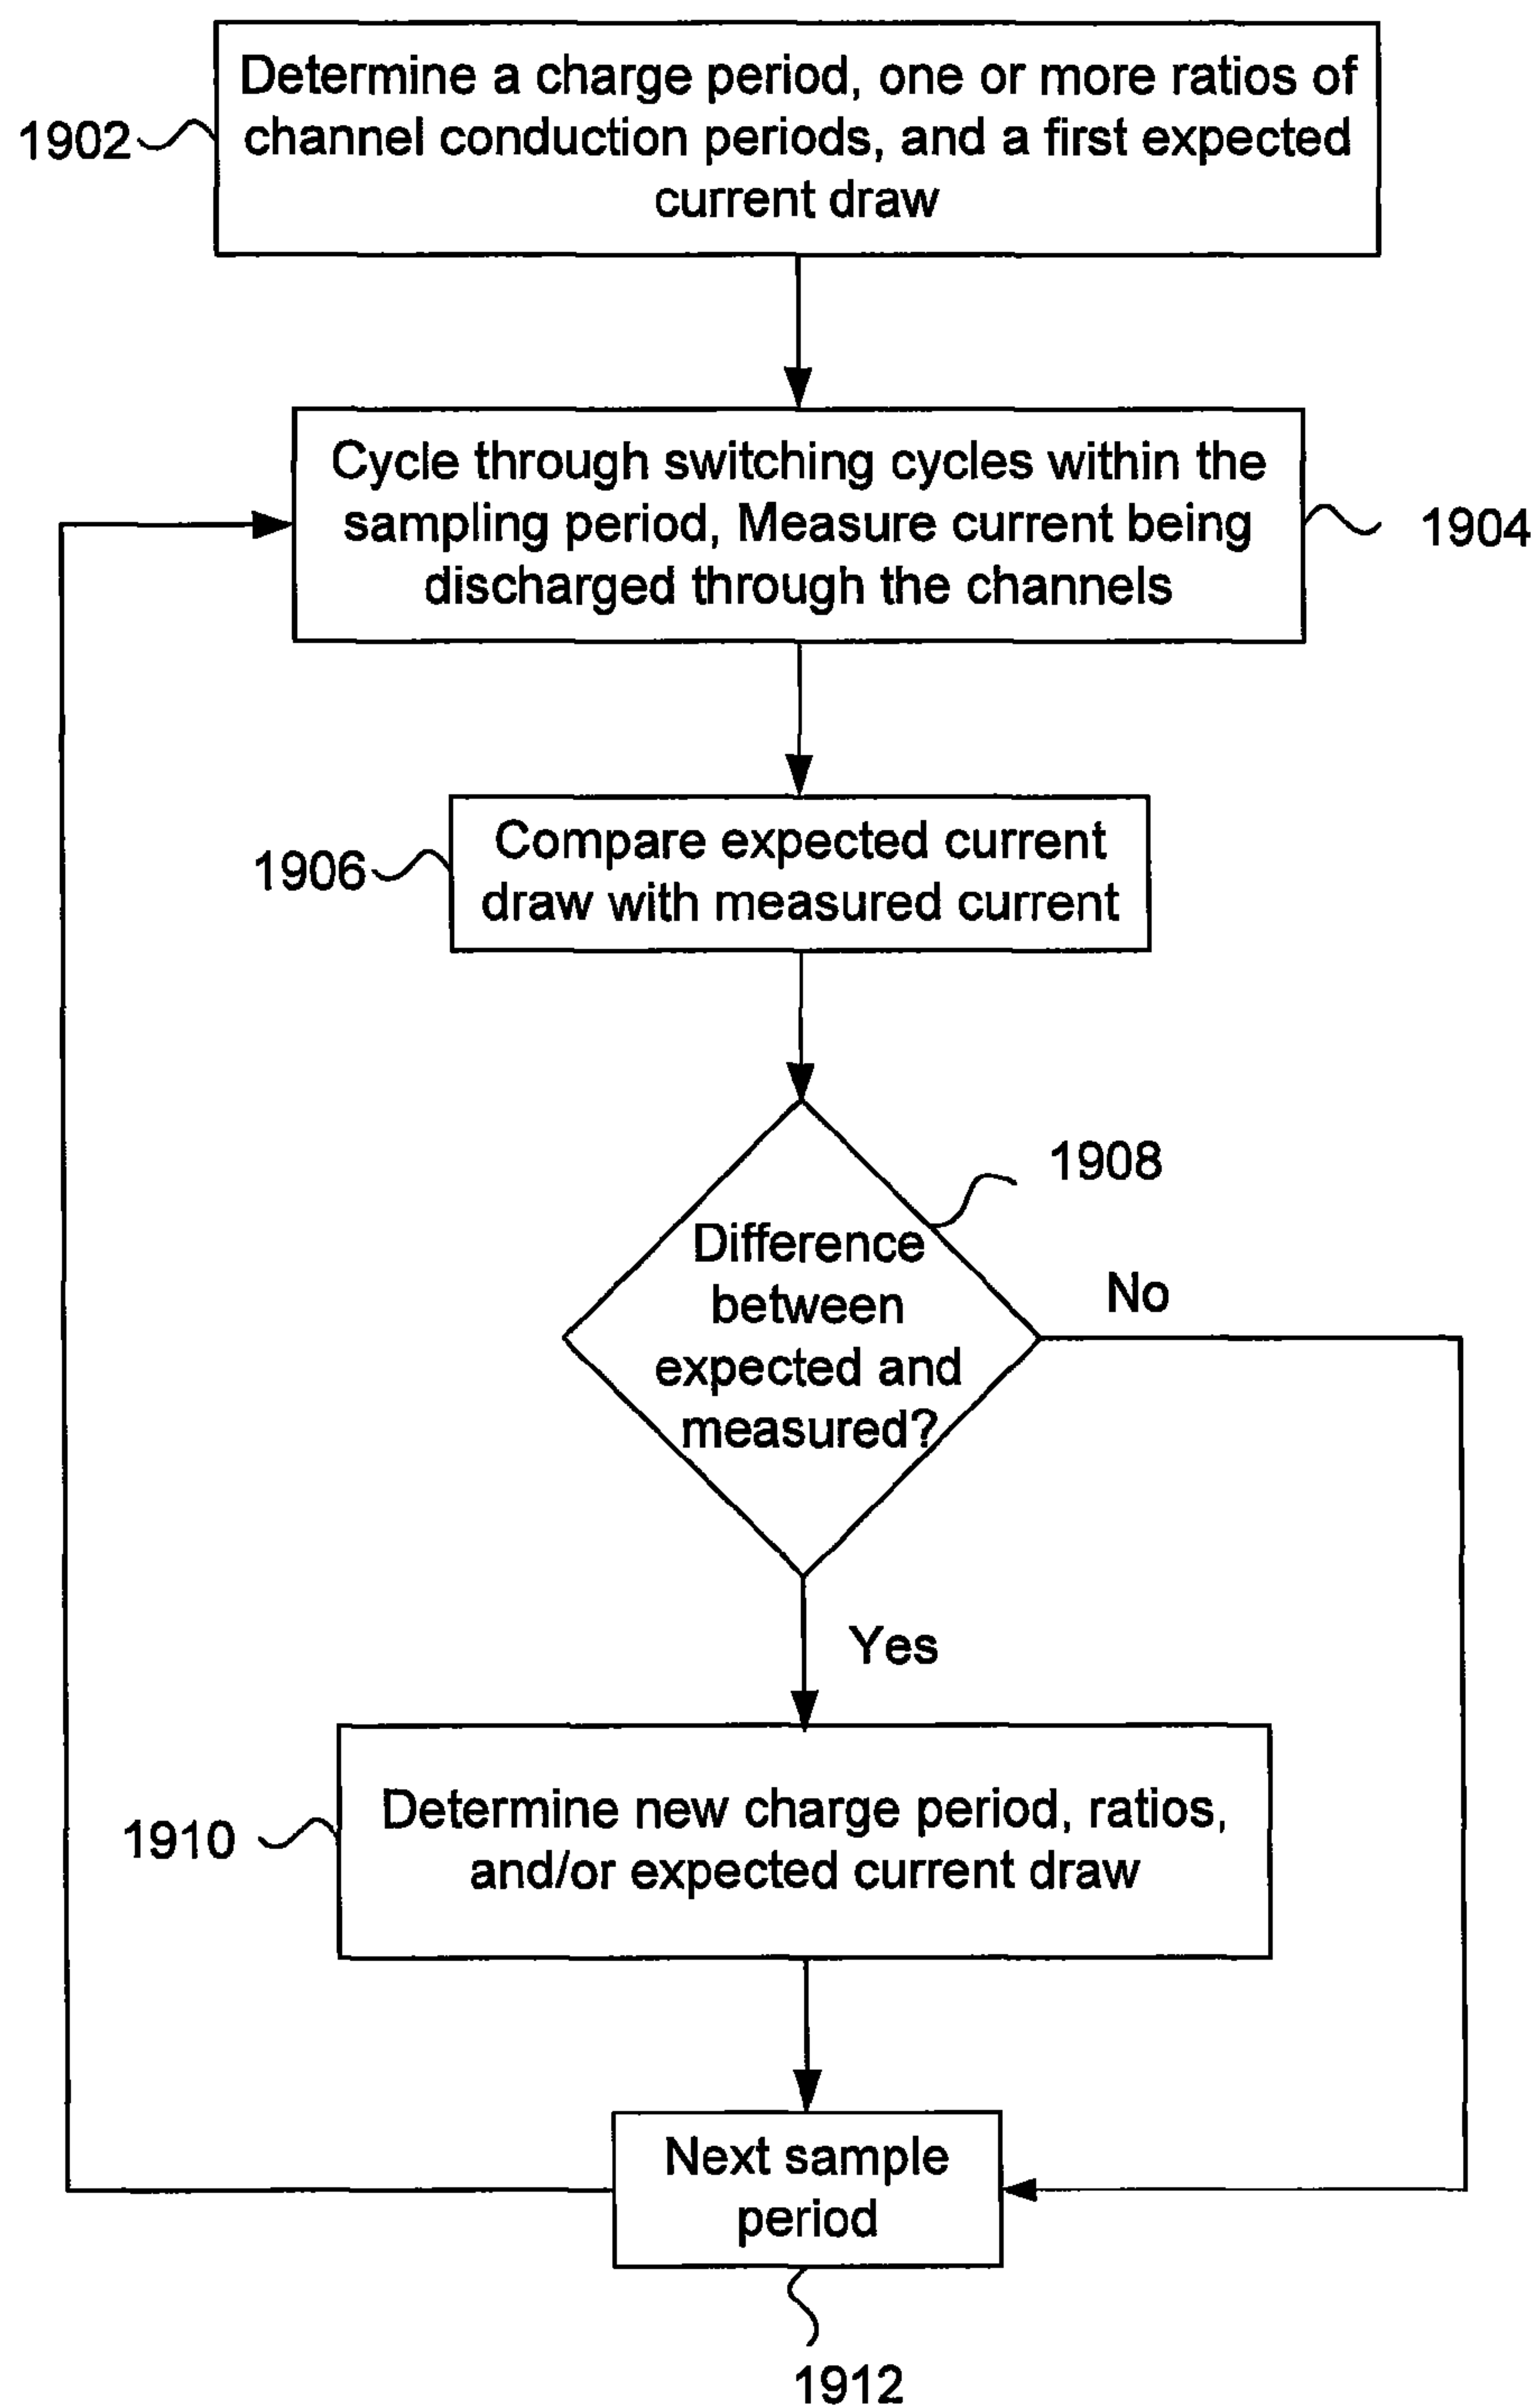 Determine a charge period, one or more ratios of
channel conduction periods, and a first expected
current draw
1902
Cycle through switching cycles within the
sampling period, Measure current being
discharged through the channels
1904
Compare expected current
draw with measured current
1906
1908
Difference
between
expected and
measured?
No
Yes
Determine new charge period, ratios,
and/or expected current draw
1910
Next sample
period
1912